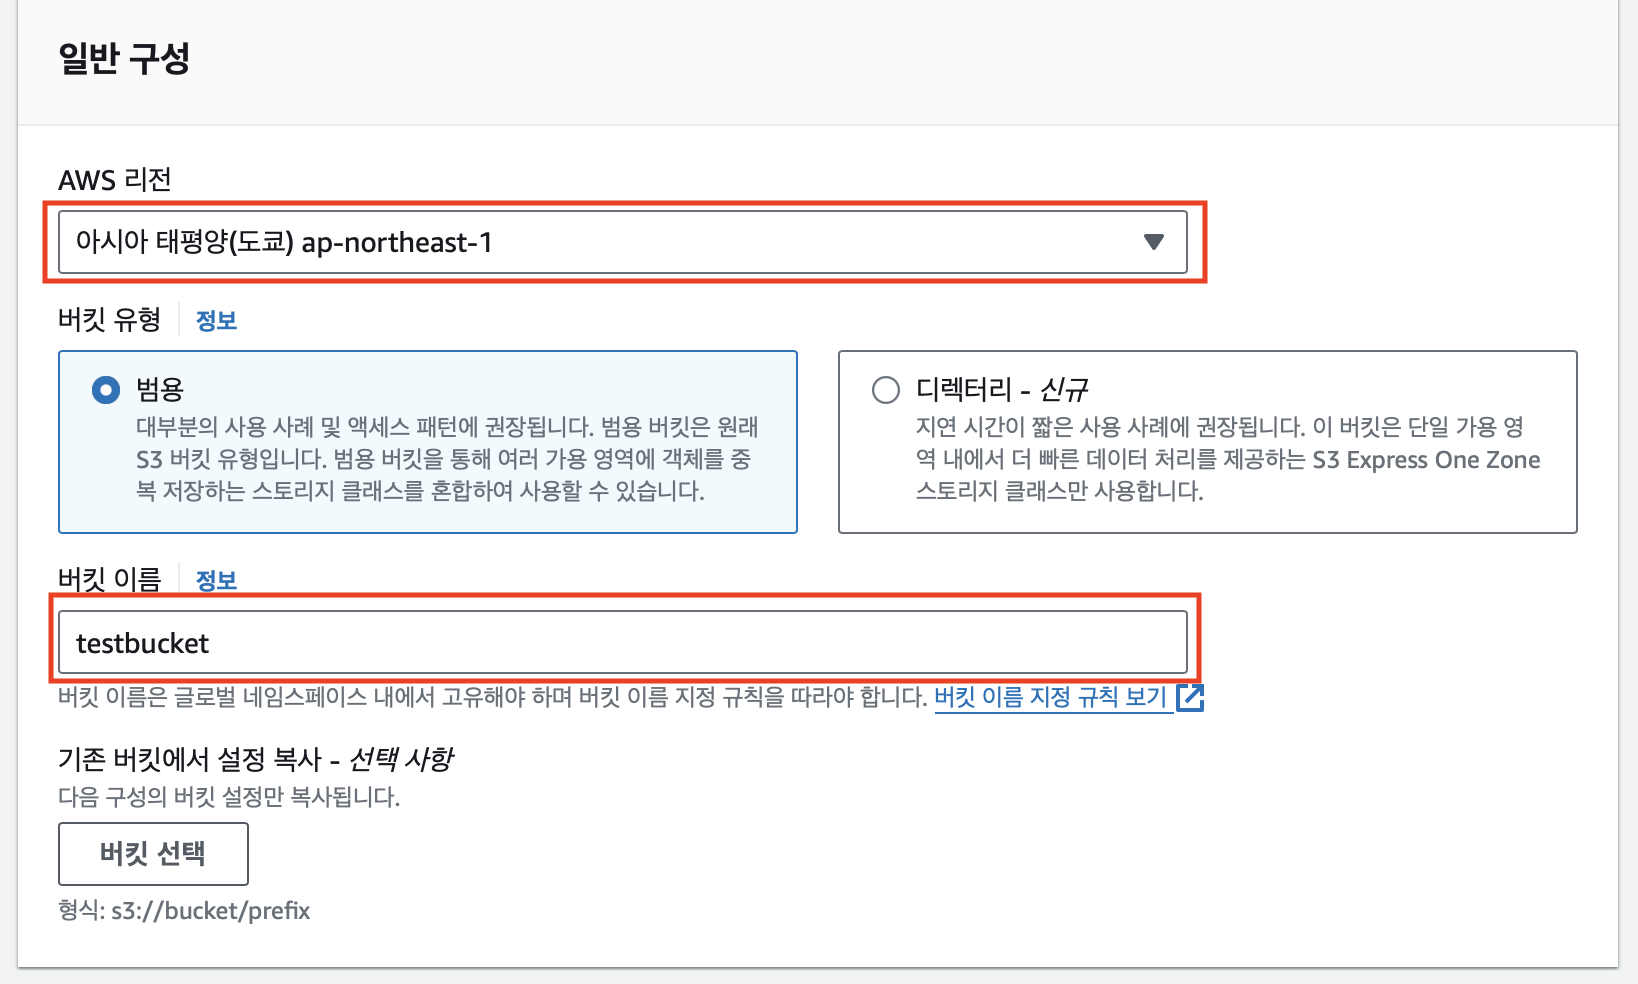 일반 구성
AWS 리전
아시아 태평양(도쿄) ap-northeast-1
버킷 유형 정보
범용
대부분의 사용 사례 및 액세스 패턴에 권장됩니다. 범용 버킷은 원래
S3 버킷 유형입니다. 범용 버킷을 통해 여러 가용 영역에 객체를 중
복 저장하는 스토리지 클래스를 혼합하여 사용할 수 있습니다.
디렉터리 - 신규
지연 시간이 짧은 사용 사례에 권장됩니다. 이 버킷은 단일 가용 영
역 내에서 더 빠른 데이터 처리를 제공하는 S3 Express One Zone
스토리지 클래스만 사용합니다.
버킷 이름 정보
testbucket
버킷 이름은 글로벌 네임스페이스 내에서 고유해야 하며 버킷 이름 지정 규칙을 따라야 합니다. 버킷 이름 지정 규칙 보기
기존 버킷에서 설정 복사 - 선택 사항
다음 구성의 버킷 설정만 복사됩니다.
버킷 선택
형식: s3://bucket/prefix